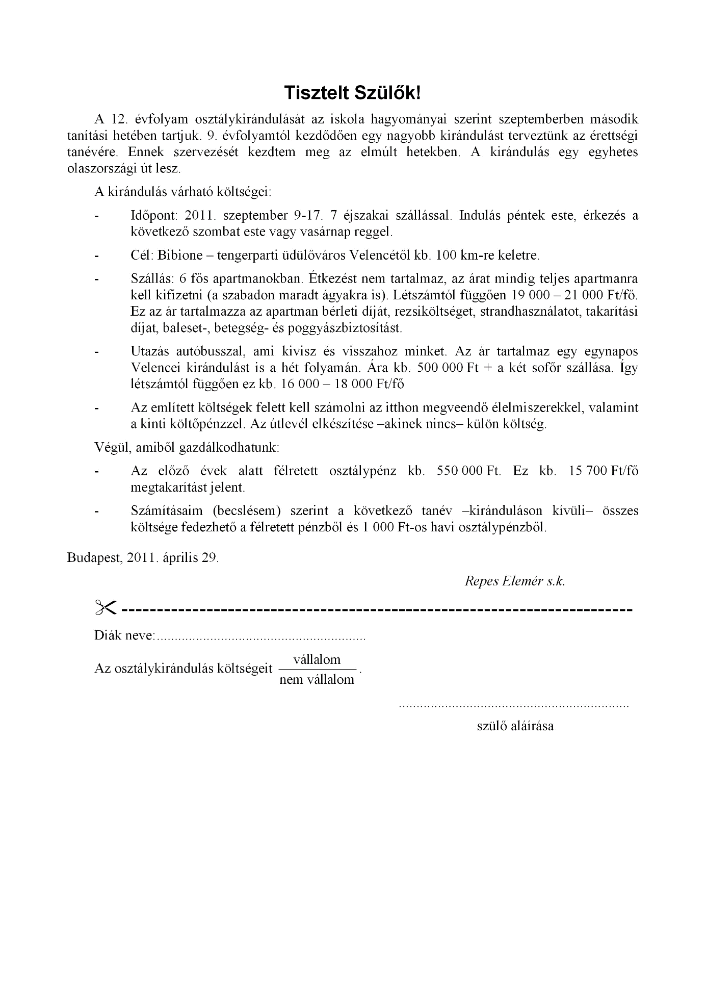 Tisztelt Szülők!
A 12. évfolyam osztálykirándulását az iskola hagyományai szerint szeptemberben második
tanítási hetében tartjuk. 9. évfolyamtól kezdődően egy nagyobb kirándulást terveztünk az érettségi
tanévére. Ennek szervezését kezdtem meg az elmúlt hetekben. A kirándulás egy egyhetes
olaszországi út lesz.
A kirándulás várható költségei:
- Időpont: 2011. szeptember 9-17. 7 éjszakai szállással. Indulás péntek este, érkezés a
következő szombat este vagy vasárnap reggel.
- Cél: Bibione – tengerparti üdülőváros Velencétől kb. 100 km-re keletre.
- Szállás: 6 fős apartmanokban. Étkezést nem tartalmaz, az árat mindig teljes apartmanra
kell kifizetni (a szabadon maradt ágyakra is). Létszámtól függően 19 000 – 21 000 Ft/fő.
Ez az ár tartalmazza az apartman bérleti díját, rezsiköltséget, strandhasználatot, takarítási
díjat, baleset-, betegség- és poggyászbiztosítást.
- Utazás autóbusszal, ami kivisz és visszahoz minket. Az ár tartalmaz egy egynapos
Velencei kirándulást is a hét folyamán. Ára kb. 500 000 Ft + a két sofőr szállása. Így
létszámtól függően ez kb. 16 000 – 18 000 Ft/fő
- Az említett költségek felett kell számolni az itthon megveendő élelmiszerekkel, valamint
a kinti költőpénzzel. Az útlevél elkészítése –akinek nincs– külön költség.
Végül, amiből gazdálkodhatunk:
- Az előző évek alatt félretett osztálypénz kb. 550 000 Ft. Ez kb. 15 700 Ft/fő
megtakarítást jelent.
- Számításaim (becslésem) szerint a következő tanév –kiránduláson kívüli– összes
költsége fedezhető a félretett pénzből és 1 000 Ft-os havi osztálypénzből.
Budapest, 2011. április 29.
Repes Elemér s.k.
Diák neve:...........................................................
Az osztálykirándulás költségeit vállalom
nem vállalom .
.................................................................
szülő aláírása